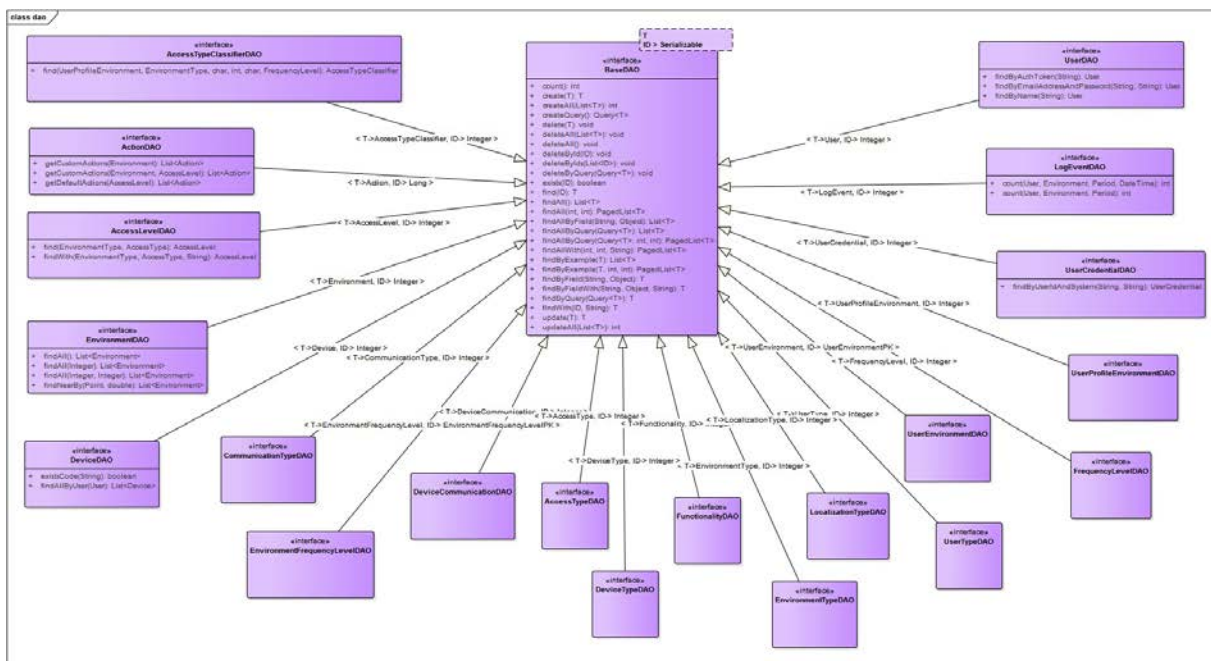 class dao
«interface»
AccessTypeClassifierDAO
+ find(UserProfileEnvironment, EnvironmentType, char, int, char, FrequencyLevel): AccessTypeClassifier
«interface»
ActionDAO
+ getCustomActions(Environment): List<Action>
+ getCustomActions(Environment, AccessLevel): List<Action>
+ getDefaultActions(AccessLevel): List<Action>
«interface»
AccessLevelDAO
+ find(EnvironmentType, AccessType): AccessLevel
+ findWith(EnvironmentType, AccessType, String): AccessLevel
«interface»
EnvironmentDAO
+ findAll(): List<Environment>
+ findAll(Integer): List<Environment>
+ findAll(Integer, Integer): List<Environment>
+ findNearBy(Point, double): List<Environment>
«interface»
DeviceDAO
+ existsCode(String): boolean
+ findAllByUser(User): List<Device>
T
ID > Serializable
«interface»
BaseDAO
+ count(): int
+ create(T): T
+ createAll(List<T>): int
+ createQuery(): Query<T>
+ delete(T): void
+ deleteAll(List<T>): void
+ deleteAll(): void
+ deleteById(ID): void
+ deleteByIds(List<ID>): void
+ deleteByQuery(Query<T>): void
+ exists(ID): boolean
+ find(ID): T
+ findAll(): List<T>
+ findAll(int, int): PagedList<T>
+ findAllByField(String, Object): List<T>
+ findAllByQuery(Query<T>): List<T>
+ findAllByQuery(Query<T>, int, int): PagedList<T>
+ findAllWith(int, int, String): PagedList<T>
+ findByExample(T): List<T>
+ findByExample(T, int, int): PagedList<T>
+ findByField(String, Object): T
+ findByFieldWith(String, Object, String): T
+ findByQuery(Query<T>): T
+ findWith(ID, String): T
+ update(T): T
+ updateAll(List<T>): int
«interface»
UserDAO
+ findByAuthToken(String): User
+ findByEmailAddressAndPassword(String, String): User
+ findByName(String): User
«interface»
LogEventDAO
+ count(User, Environment, Period, DateTime): int
+ count(User, Environment, Period): int
«interface»
UserCredentialDAO
+ findByUserIdAndSystem(String, String): UserCredential
«interface»
UserProfileEnvironmentDAO
«interface»
FrequencyLevelDAO
«interface»
UserEnvironmentDAO
«interface»
UserTypeDAO
«interface»
LocalizationTypeDAO
«interface»
EnvironmentTypeDAO
«interface»
FunctionalityDAO
«interface»
DeviceTypeDAO
«interface»
AccessTypeDAO
«interface»
DeviceCommunicationDAO
«interface»
EnvironmentFrequencyLevelDAO
«interface»
CommunicationTypeDAO
< T->AccessTypeClassifier, ID-> Integer >
< T->Action, ID-> Long >
< T->AccessLevel, ID-> Integer >
< T->Environment, ID-> Integer >
< T->Device, ID-> Integer >
< T->CommunicationType, ID-> Integer >
< T->DeviceCommunication, ID-> Integer >
< T->EnvironmentFrequencyLevel, ID-> EnvironmentFrequencyLevelPK >
< T->AccessType, ID-> Integer >
< T->DeviceType, ID-> Integer >
< T->Functionality, ID-> Integer >
< T->EnvironmentType, ID-> Integer >
< T->LocalizationType, ID-> Integer >
< T->UserType, ID-> Integer >
< T->UserEnvironment, ID-> UserEnvironmentPK >
< T->FrequencyLevel, ID-> Integer >
< T->UserProfileEnvironment, ID-> Integer >
< T->UserCredential, ID-> Integer >
< T->LogEvent, ID-> Integer >
< T->User, ID-> Integer >